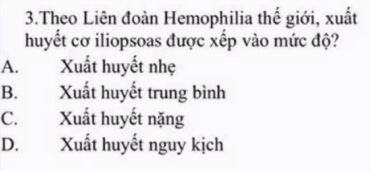 3.Theo Liên đoàn Hemophilia thế giới, xuất
huyết cơ iliopsoas được xếp vào mức độ?
A. Xuất huyết nhẹ
B. Xuất huyết trung bình
C. Xuất huyết nặng
D. Xuất huyết nguy kịch